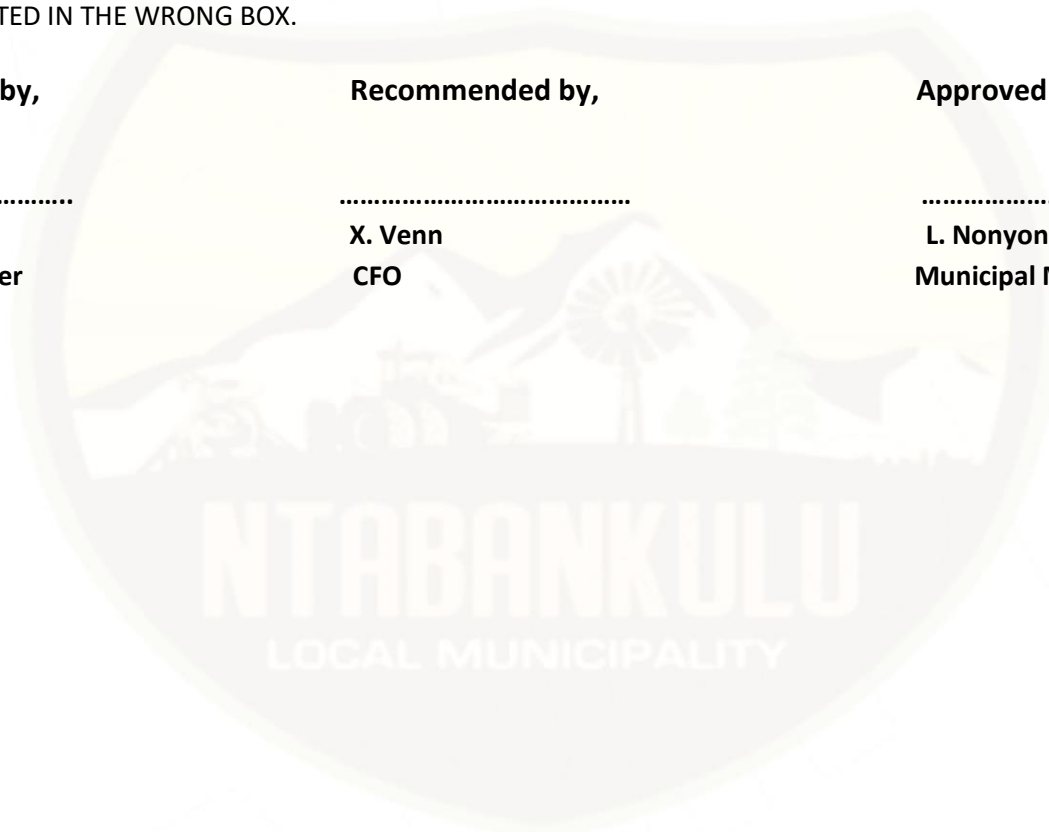 TED IN THE WRONG BOX.
by, Recommended by, Approved
………….. …………………………………… ………………
X. Venn L. Nonyon
er CFO Municipal M
NTABANKULU
LOCAL MUNICIPALITY